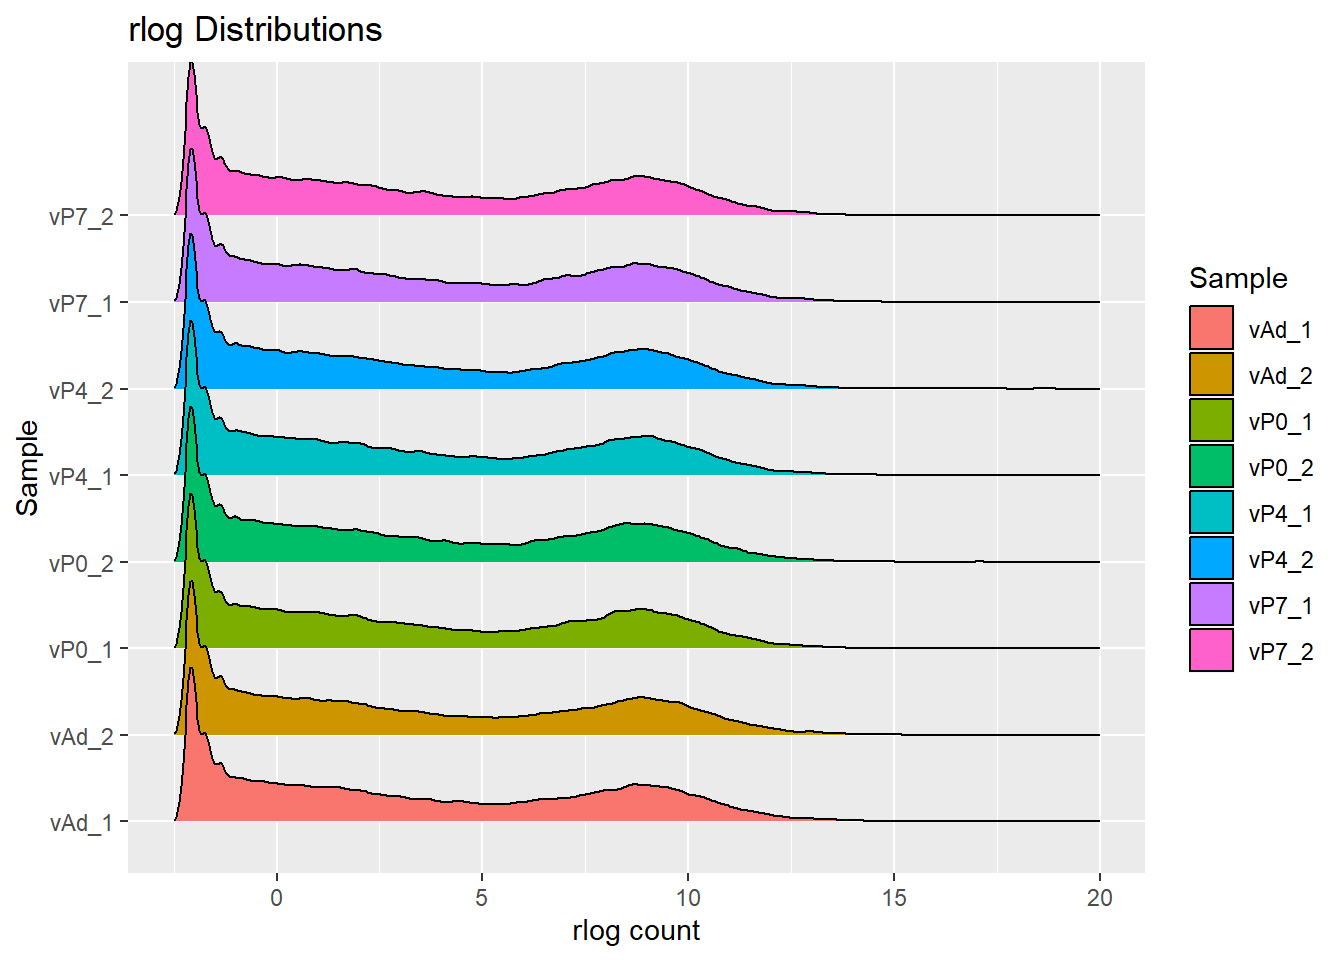 rlog Distributions
vP7_2
vP7_1
vP4_2
vP4_1
vP0_2
vP0_1
vAd_2
vAd_1
Sample
0 5 10 15 20
rlog count
Sample
vAd_1
vAd_2
vP0_1
vP0_2
vP4_1
vP4_2
vP7_1
vP7_2